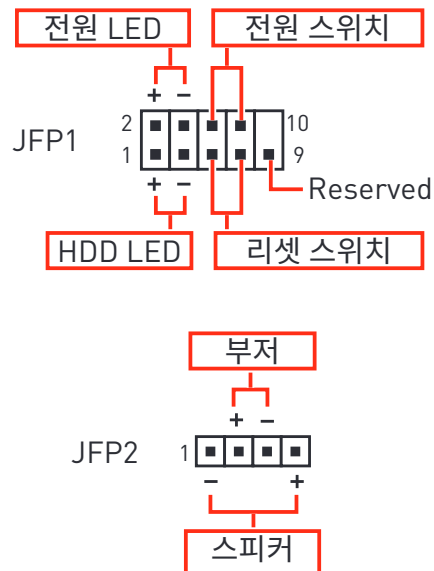 전원 LED 전원 스위치
+ −
JFP1
2 10
1 9
+ −
Reserved
HDD LED 리셋 스위치
부저
+ −
JFP2 1
− +
스피커